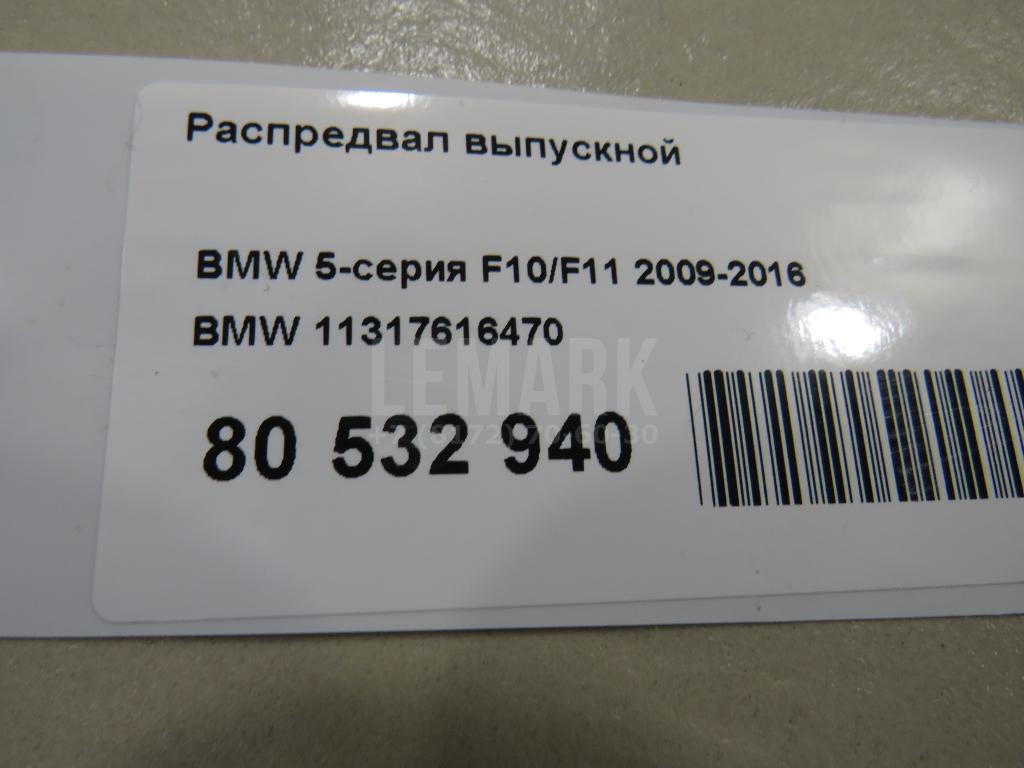 Распредвал выпускной
BMW 5-серия F10/F11 2009-2016
BMW 11317616470
LEMARK
80 532 940